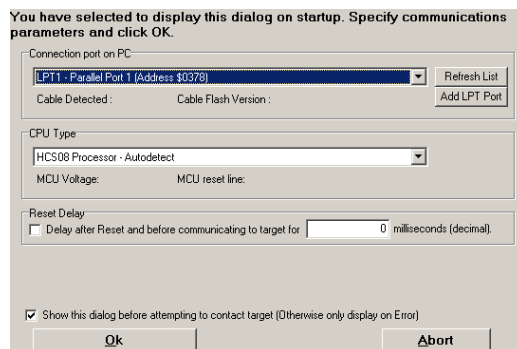 You have selected to display this dialog on startup. Specify communications
parameters and click OK.
Connection port on PC
LPT1 - Parallel Port 1 (Address $0378)
Refresh List
Cable Detected :
Cable Flash Version :
Add LPT Port
CPU Type
HCS08 Processor - Autodetect
MCU Voltage:
MCU reset line:
Reset Delay
Delay after Reset and before communicating to target for
0
milliseconds (decimal).
Show this dialog before attempting to contact target (Otherwise only display on Error)
Ok
Abort